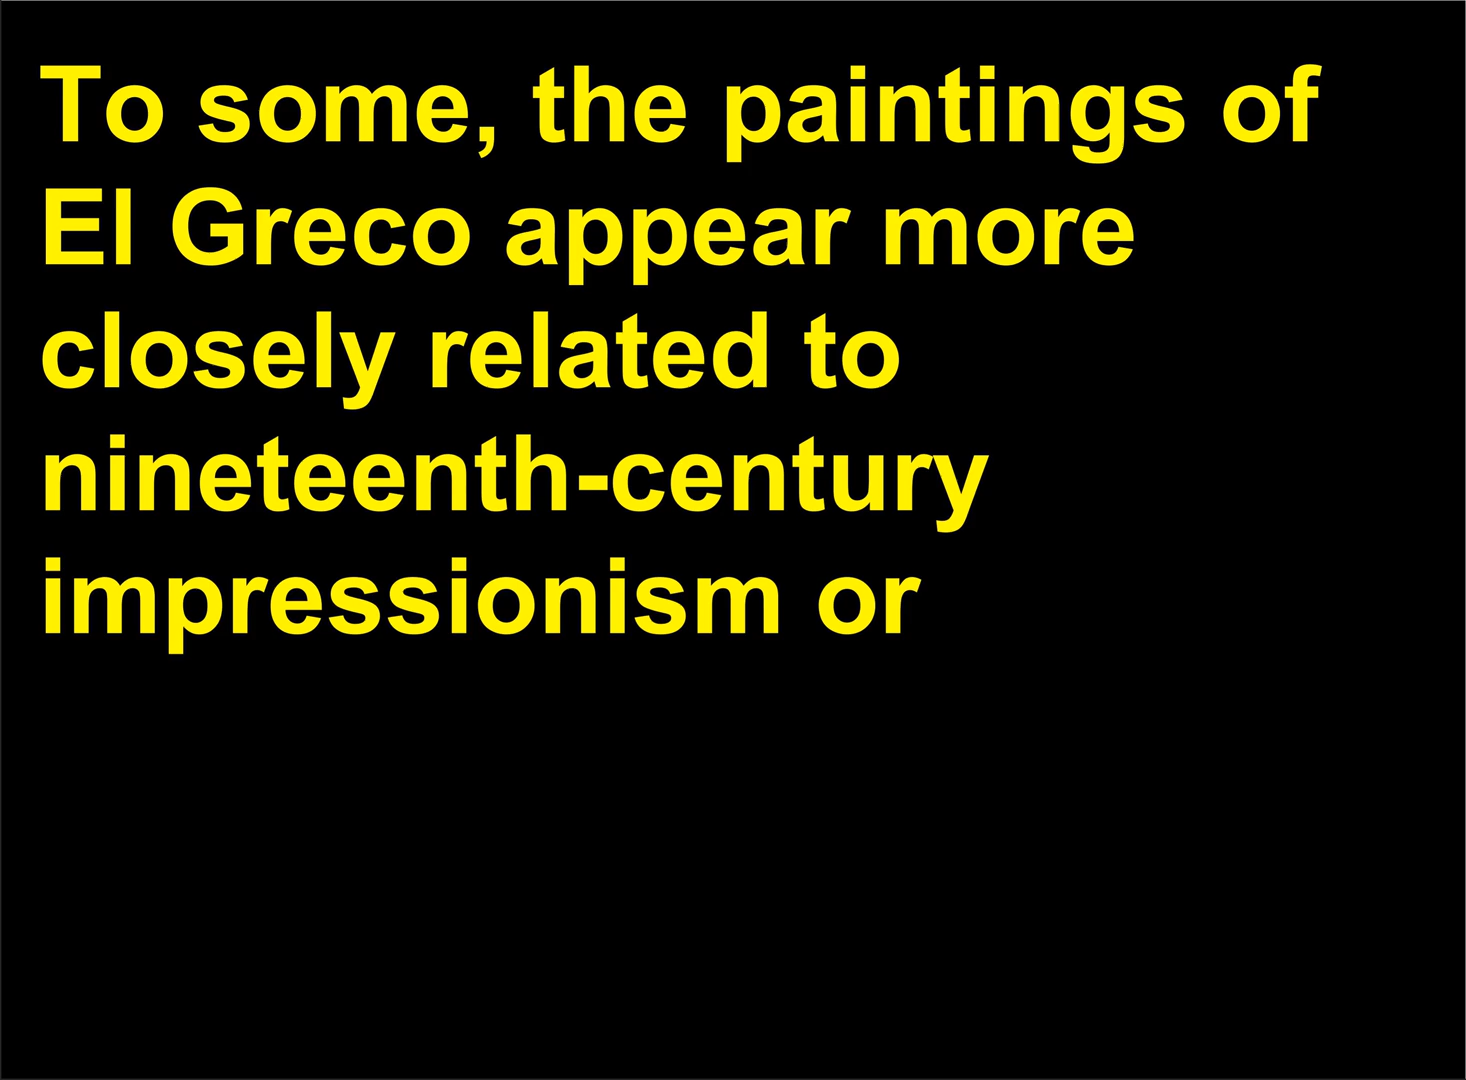 To some, the paintings of
El Greco appear more
closely related to
nineteenth-century
impressionism or